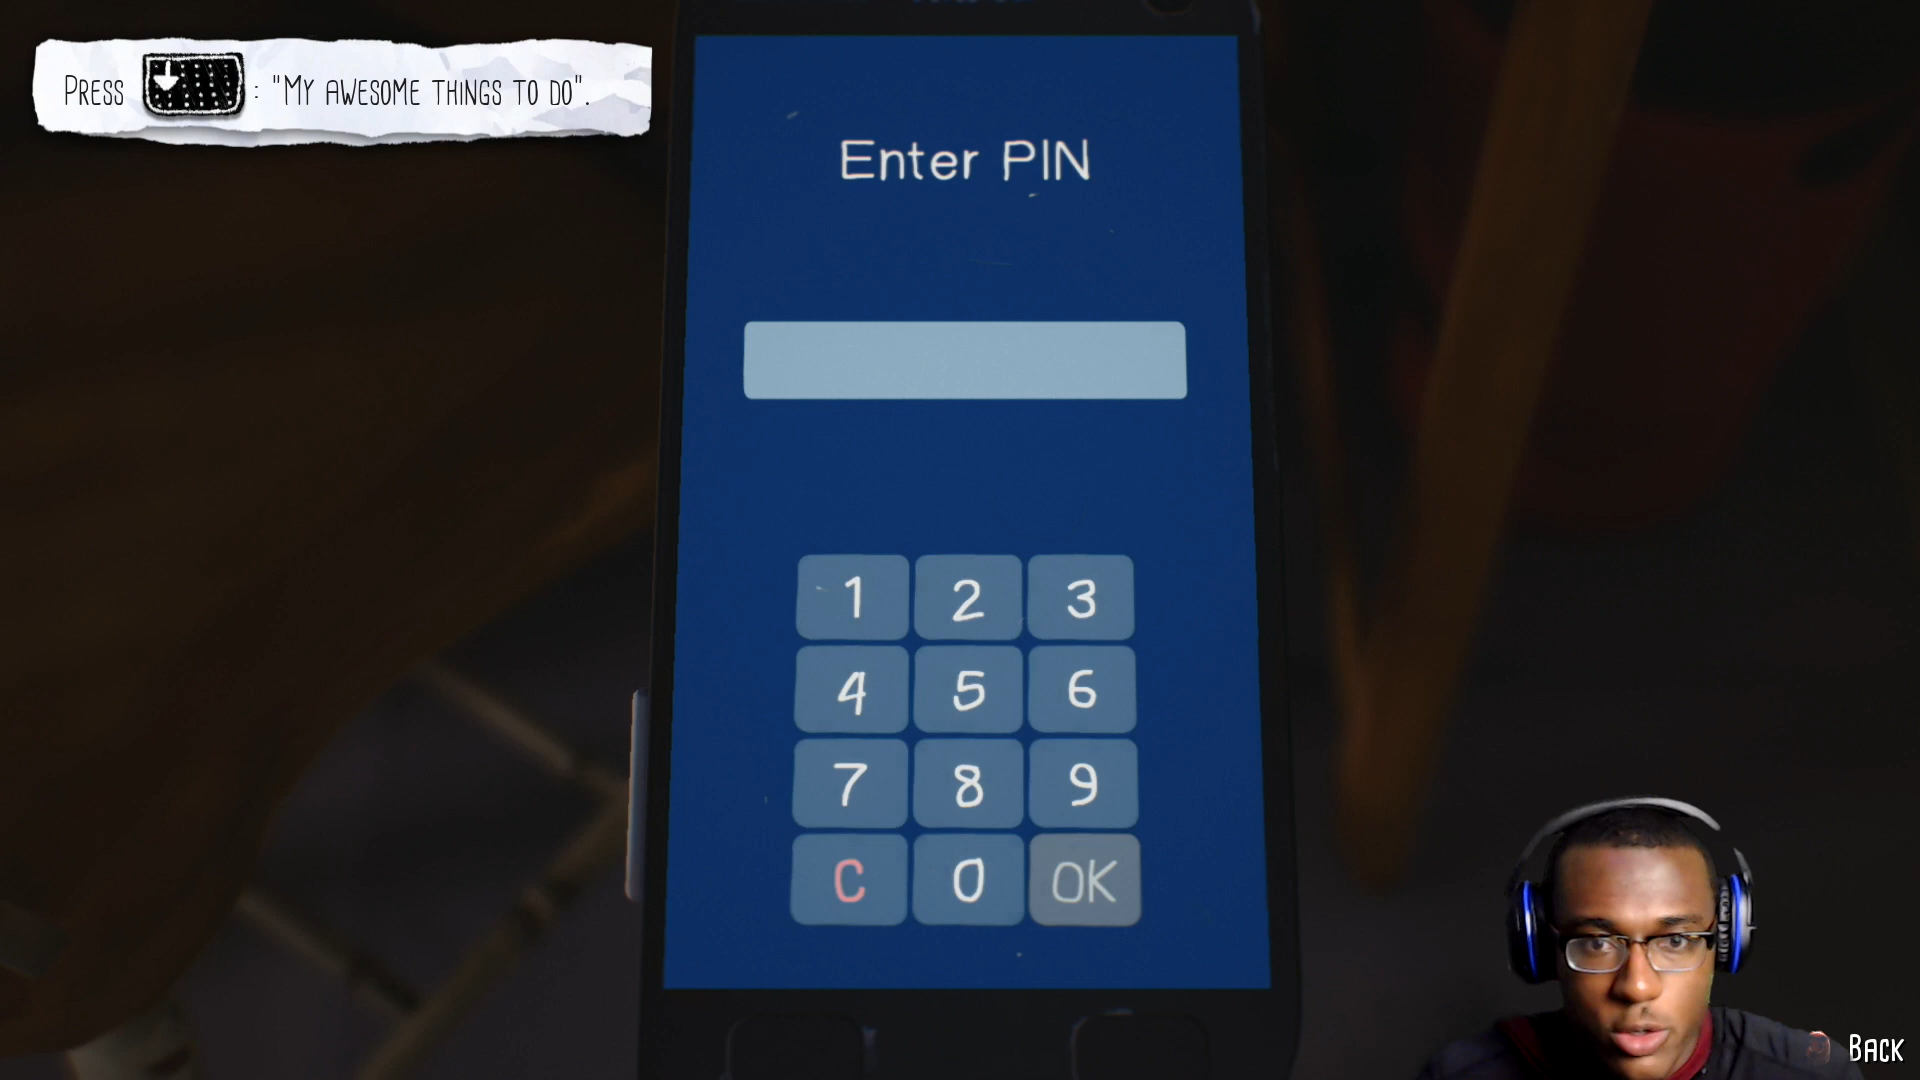 PRESS : "MY AWESOME THINGS TO DO".
Enter PIN
1 2 3
4 5 6
7 8 9
C 0 OK
BACK